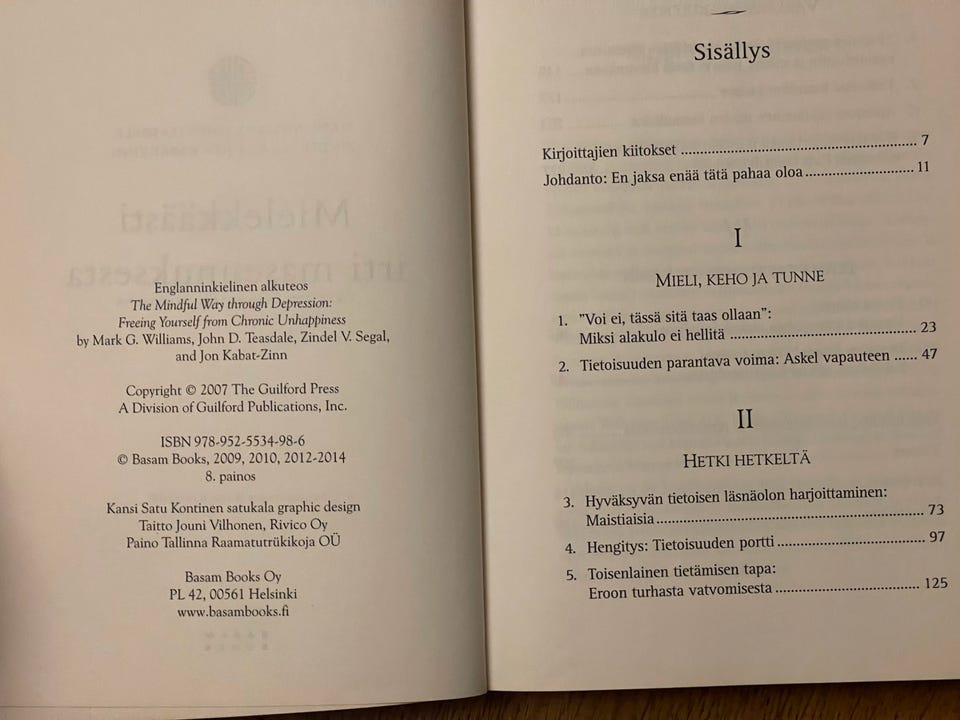 Englanninkielinen alkuteos
The Mindful Way through Depression:
Freeing Yourself from Chronic Unhappiness
by Mark G. Williams, John D. Teasdale, Zindel V. Segal,
and Jon Kabat-Zinn
Copyright © 2007 The Guilford Press
A Division of Guilford Publications, Inc.
ISBN 978-952-5534-98-6
© Basam Books, 2009, 2010, 2012-2014
8. painos
Kansi Satu Kontinen satukala graphic design
Taitto Jouni Vilhonen, Rivico Oy
Paino Tallinna Raamatutrükikoja OÜ
Basam Books Oy
PL 42, 00561 Helsinki
www.basambooks.fi
Sisällys
Kirjoittajien kiitokset ........ 7
Johdanto: En jaksa enää tätä pahaa oloa ........ 11
I
MIELI, KEHO JA TUNNE
1. ”Voi ei, tässä sitä taas ollaan”:
Miksi alakulo ei hellitä ........ 23
2. Tietoisuuden parantava voima: Askel vapauteen ...... 47
II
HETKI HETKELTÄ
3. Hyväksyvän tietoisen läsnäolon harjoittaminen:
Maistiaisia ........ 73
4. Hengitys: Tietoisuuden portti ........ 97
5. Toisenlainen tietämisen tapa:
Eroon turhasta vatvomisesta ........ 125